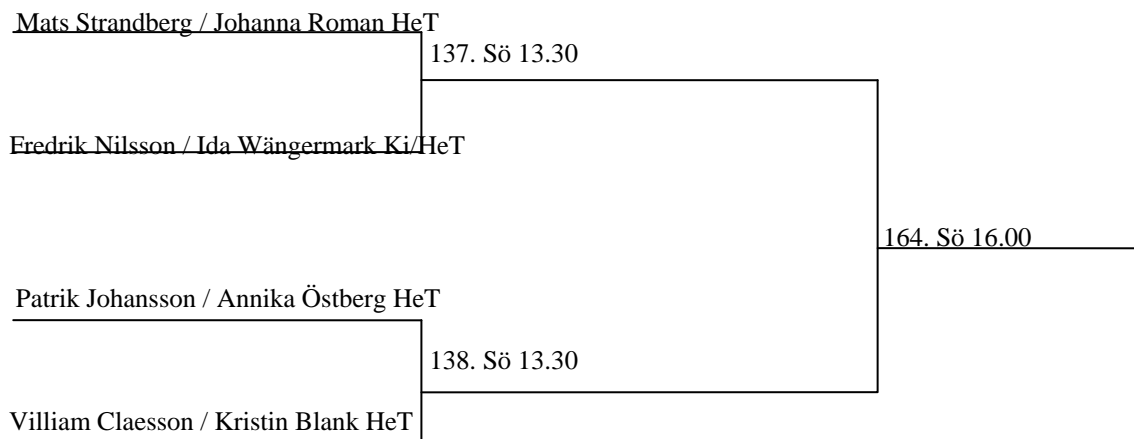 Mats Strandberg / Johanna Roman HeT
137. Sö 13.30
Fredrik Nilsson / Ida Wängermark Ki/HeT
164. Sö 16.00
Patrik Johansson / Annika Östberg HeT
138. Sö 13.30
Villiam Claesson / Kristin Blank HeT